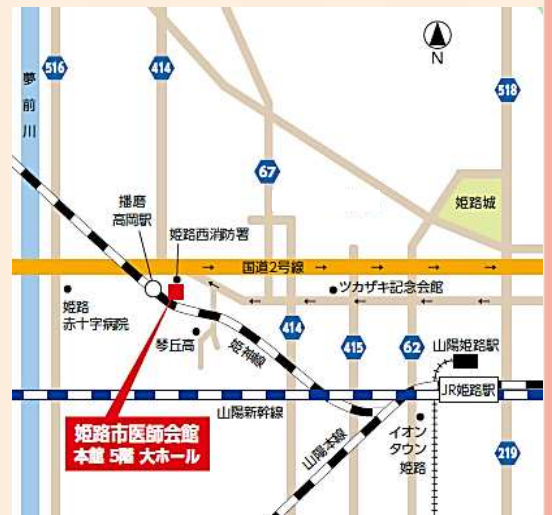 N
516
414
518
夢前川
67
播磨
高岡駅
姫路西消防署
姫路城
国道2号線
ツカザキ記念会館
姫路
赤十字病院
琴丘高
姫新線
414
415
62
山陽姫路駅
JR姫路駅
山陽新幹線
姫路市医師会館
本館 5階 大ホール
山陽本線
イオン
タウン
姫路
219